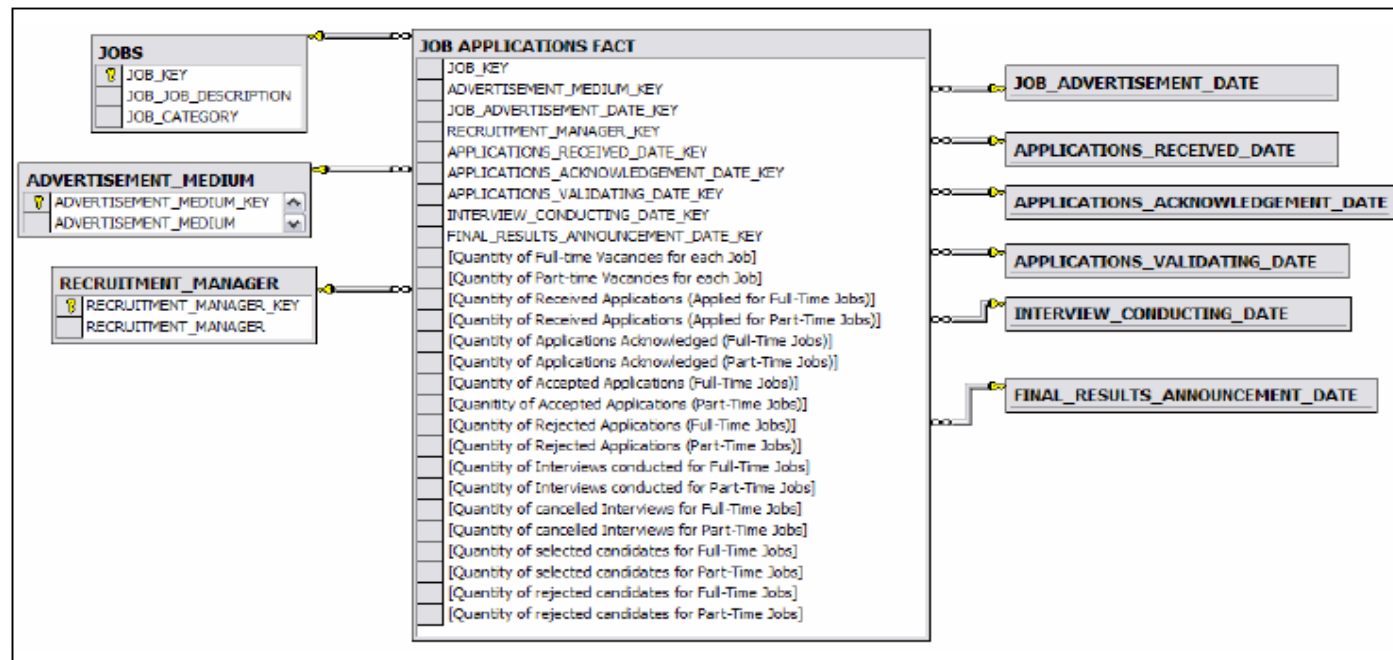 JOBS
JOB_KEY
JOB_JOB_DESCRIPTION
JOB_CATEGORY
ADVERTISEMENT_MEDIUM
ADVERTISEMENT_MEDIUM_KEY
ADVERTISEMENT_MEDIUM
RECRUITMENT_MANAGER
RECRUITMENT_MANAGER_KEY
RECRUITMENT_MANAGER
JOB APPLICATIONS FACT
JOB_KEY
ADVERTISEMENT_MEDIUM_KEY
JOB_ADVERTISEMENT_DATE_KEY
RECRUITMENT_MANAGER_KEY
APPLICATIONS_RECEIVED_DATE_KEY
APPLICATIONS_ACKNOWLEDGEMENT_DATE_KEY
APPLICATIONS_VALIDATING_DATE_KEY
INTERVIEW_CONDUCTING_DATE_KEY
FINAL_RESULTS_ANNOUNCEMENT_DATE_KEY
[Quantity of Full-time Vacancies for each Job]
[Quantity of Part-time Vacancies for each Job]
[Quantity of Received Applications (Applied for Full-Time Jobs)]
[Quantity of Received Applications (Applied for Part-Time Jobs)]
[Quantity of Applications Acknowledged (Full-Time Jobs)]
[Quantity of Applications Acknowledged (Part-Time Jobs)]
[Quantity of Accepted Applications (Full-Time Jobs)]
[Quanitity of Accepted Applications (Part-Time Jobs)]
[Quantity of Rejected Applications (Full-Time Jobs)]
[Quantity of Rejected Applications (Part-Time Jobs)]
[Quantity of Interviews conducted for Full-Time Jobs]
[Quantity of Interviews conducted for Part-Time Jobs]
[Quantity of cancelled Interviews for Full-Time Jobs]
[Quantity of cancelled Interviews for Part-Time Jobs]
[Quantity of selected candidates for Full-Time Jobs]
[Quantity of selected candidates for Part-Time Jobs]
[Quantity of rejected candidates for Full-Time Jobs]
[Quantity of rejected candidates for Part-Time Jobs]
JOB_ADVERTISEMENT_DATE
APPLICATIONS_RECEIVED_DATE
APPLICATIONS_ACKNOWLEDGEMENT_DATE
APPLICATIONS_VALIDATING_DATE
INTERVIEW_CONDUCTING_DATE
FINAL_RESULTS_ANNOUNCEMENT_DATE